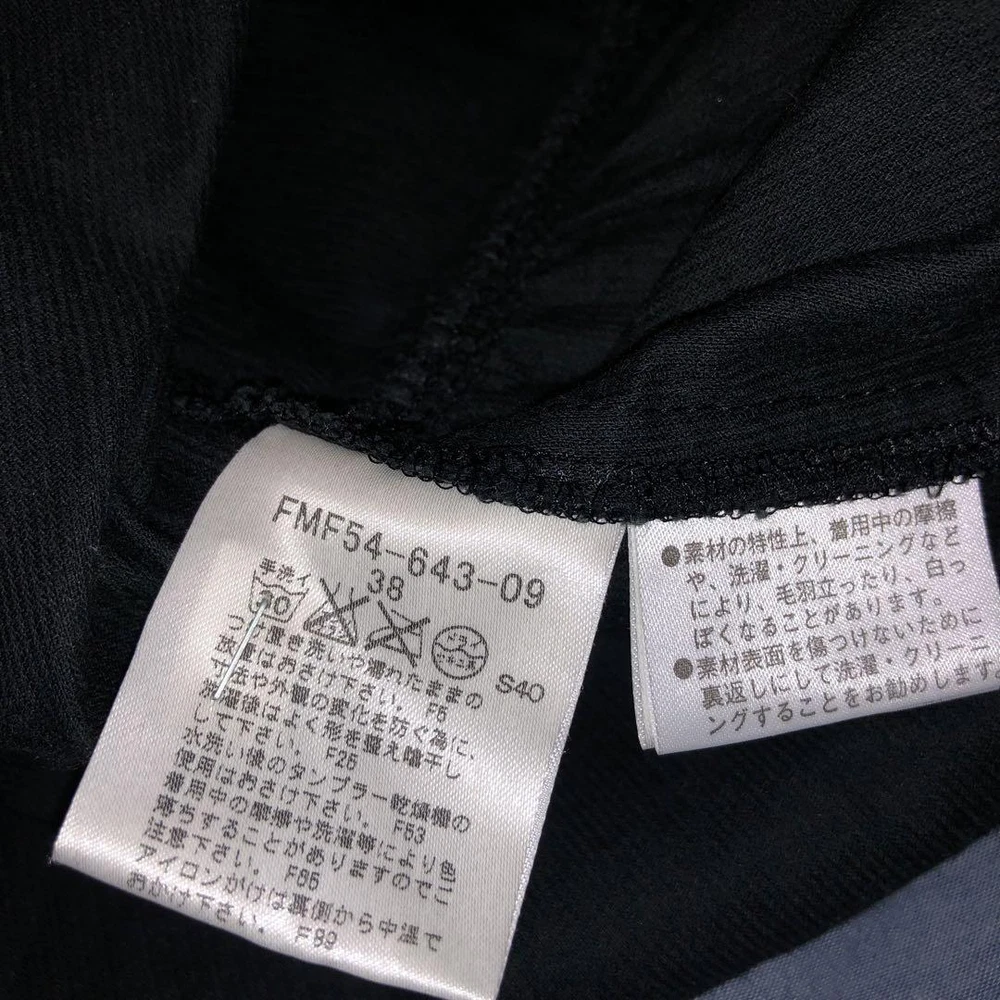 FMF54-643-09
38
手洗イ
30
ドライ
S40
つけ置き洗いや濡れたままの
放置はおさけ下さい。 F6
寸法や外観の変化を防ぐ為に、
洗濯後はよく形を整え陰干し
して下さい。 F25
水洗い後のタンブラー乾燥機の
使用はおさけ下さい。 F53
着用中の摩擦や洗濯等により色
落ちすることがありますのでご
注意下さい。
アイロンがけは裏側から中温で
おかけ下さい。
●素材の特性上、着用中の摩擦
や、洗濯・クリーニングなど
により、毛羽立ったり、白っ
ぽくなることがあります。
●素材表面を傷つけないために
裏返しにして洗濯・クリーニ
ングすることをお勧めします。